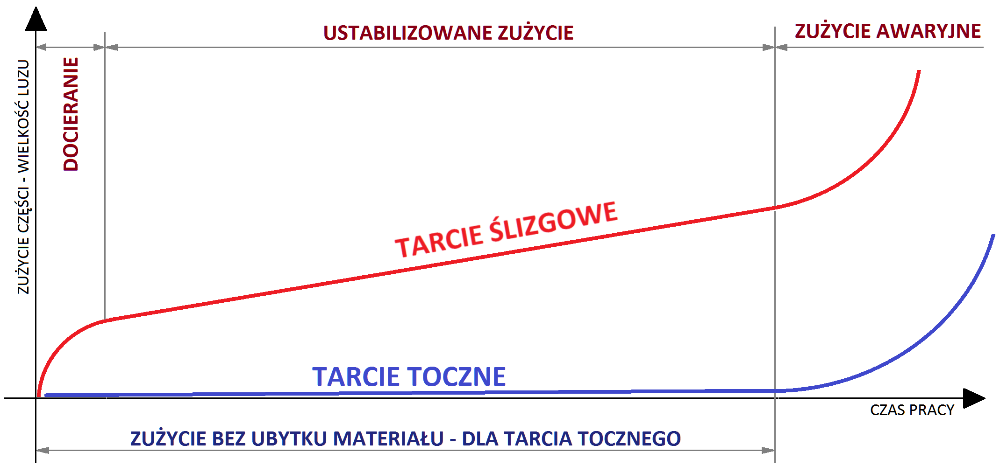 USTABILIZOWANE ZUŻYCIE
ZUŻYCIE AWARYJNE
DOCIERANIE
ZUŻYCIE CZĘŚCI - WIELKOŚĆ LUZU
TARCIE ŚLIZGOWE
TARCIE TOCZNE
CZAS PRACY
ZUŻYCIE BEZ UBYTKU MATERIAŁU - DLA TARCIA TOCZNEGO